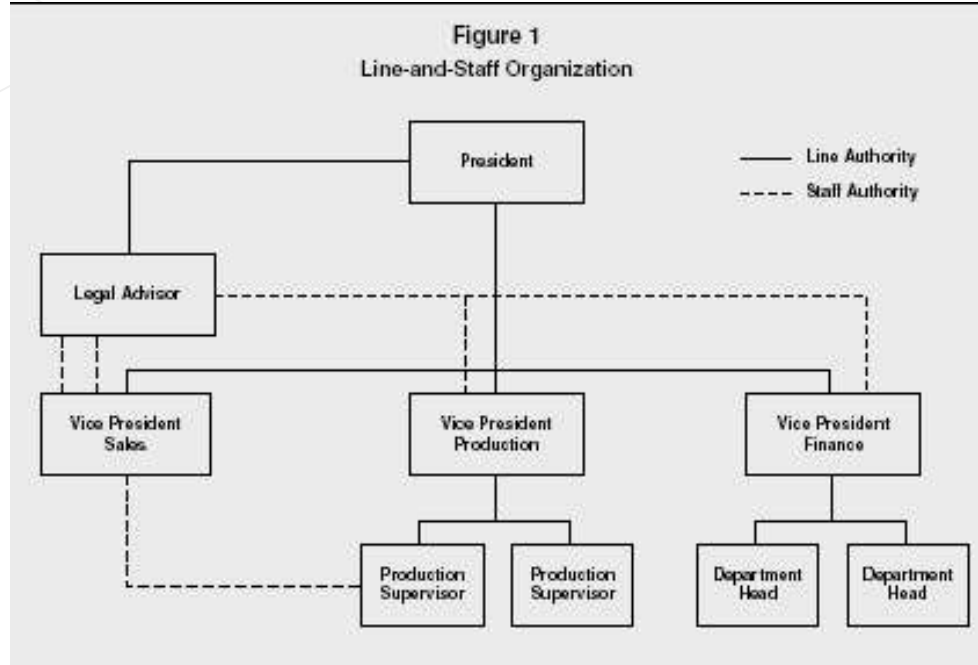 Figure 1
Line-and-Staff Organization
President
Line Authority
Staff Authority
Legal Advisor
Vice President
Sales
Vice President
Production
Vice President
Finance
Production
Supervisor
Production
Supervisor
Department
Head
Department
Head